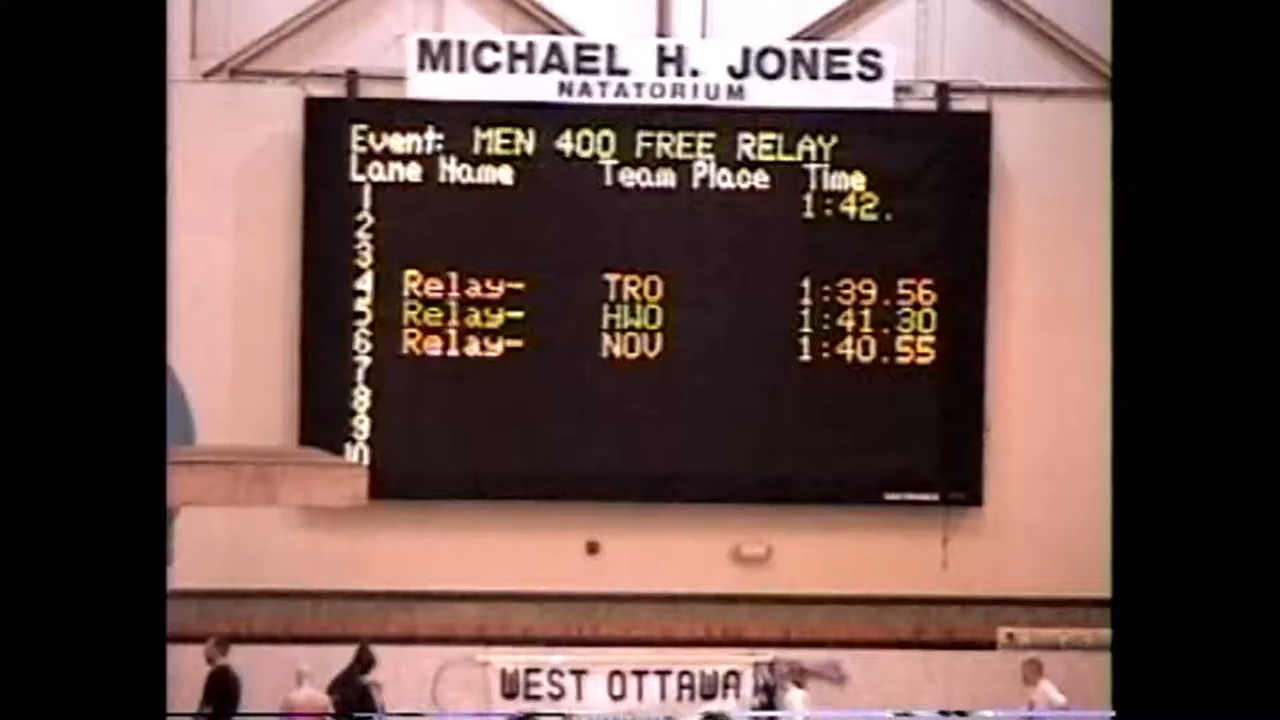 MICHAEL H. JONES
NATATORIUM
Event: MEN 400 FREE RELAY
Lane Name Team Place Time
1 1:42.
2
3
4 Relay- TRO 1:39.56
5 Relay- HWO 1:41.30
6 Relay- NOV 1:40.55
7
8
9
WEST OTTAWA